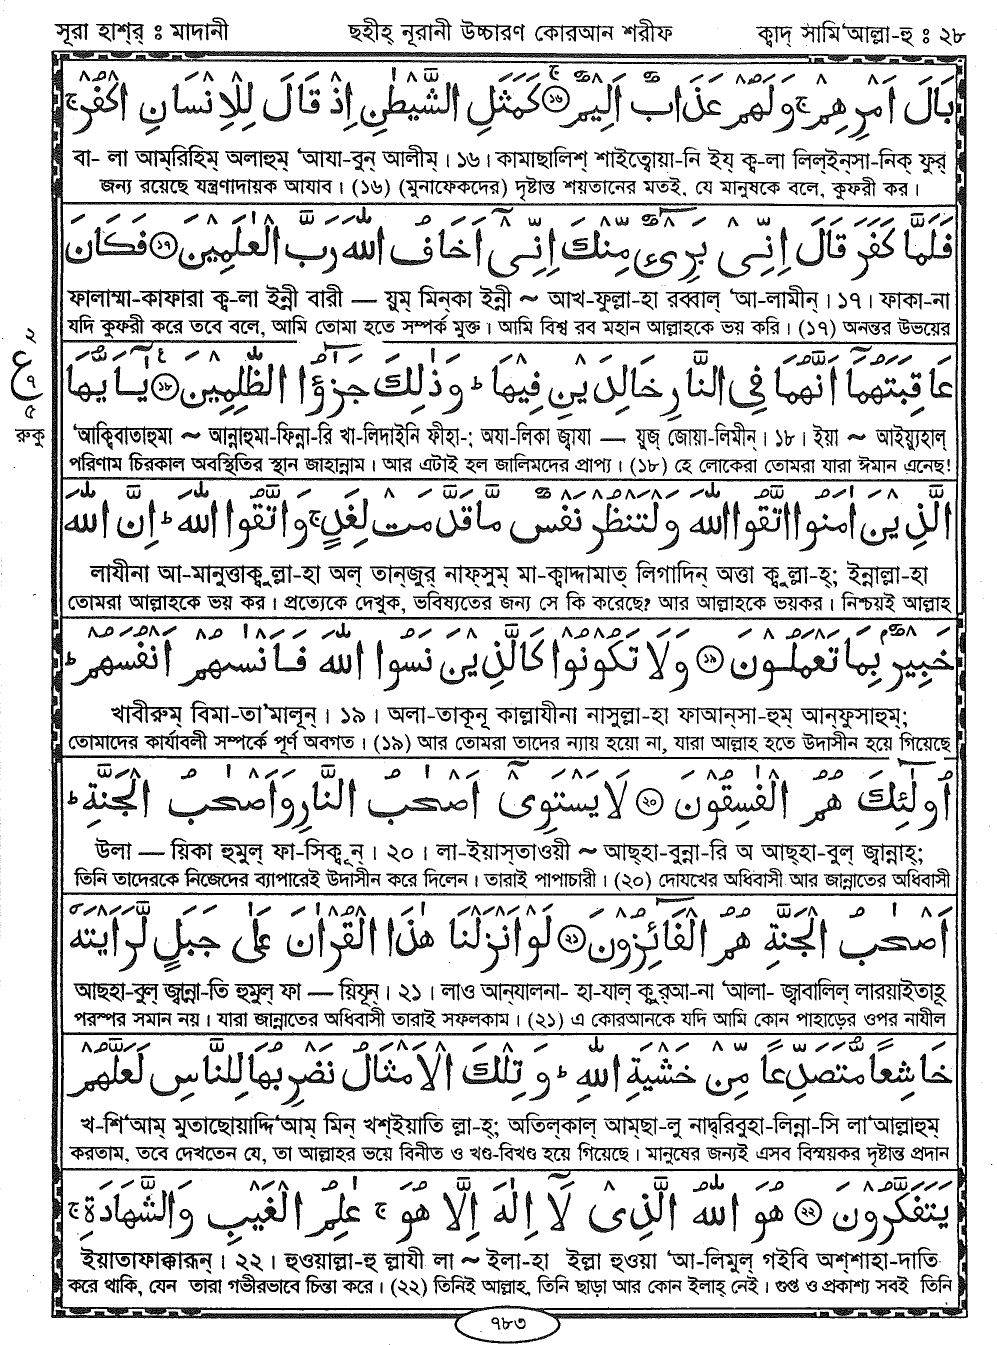 সূরা হাশ্‌র্ : মাদানী
ছহীহ্ নূরানী উচ্চারণ কোরআন শরীফ
ক্বাদ্ সামি'আল্লা-হু : ২৮
بَالَ اَمْرِهِمْ ۚ وَلَهُمْ عَذَابٌ اَلِيْمٌ ۚ ﴿١٥﴾ كَمَثَلِ الشَّيْطٰنِ اِذْ قَالَ لِلْاِنْسَانِ اكْفُرْ ۚ
বা- লা আম্‌রিহিম্ অলাহুম্ 'আযা-বুন্ আলীম্ । ১৬। কামাছালিশ্ শাইত্বোয়া-নি ইয্ ক্ব-লা লিল্‌ইন্‌সা-নিক্ ফুর্
জন্য রয়েছে যন্ত্রণাদায়ক আযাব। (১৬) (মুনাফেকদের) দৃষ্টান্ত শয়তানের মতই, যে মানুষকে বলে, কুফরী কর।
فَلَمَّا كَفَرَ قَالَ اِنِّىْ بَرِىْٓءٌ مِّنْكَ اِنِّىْٓ اَخَافُ اللّٰهَ رَبَّ الْعٰلَمِيْنَ ﴿١٦﴾ فَكَانَ
ফালাম্মা-কাফারা ক্ব-লা ইন্নী বারী — য়ুম্ মিন্‌কা ইন্নী ~ আখ-ফুল্লা-হা রব্বাল্ 'আ-লামীন্ । ১৭। ফাকা-না
যদি কুফরী করে তবে বলে, আমি তোমা হতে সম্পর্ক মুক্ত। আমি বিশ্ব রব মহান আল্লাহকে ভয় করি। (১৭) অনন্তর উভয়ের
২
ع
৭
৫
রুকু
عَاقِبَتَهُمَآ اَنَّهُمَا فِى النَّارِ خَالِدَيْنِ فِيْهَا ؕ وَذٰلِكَ جَزٰٓؤُا الظّٰلِمِيْنَ ﴿١٧﴾ يٰٓاَيُّهَا
'আক্বিবাতাহুমা ~ আন্নাহুমা-ফিন্না-রি খা-লিদাইনি ফীহা-; অযা-লিকা জ্বাযা — য়ুজ্ জোয়া-লিমীন্ । ১৮। ইয়া ~ আইয়্যুহাল্
পরিণাম চিরকাল অবস্থিতির স্থান জাহান্নাম। আর এটাই হল জালিমদের প্রাপ্য। (১৮) হে লোকেরা তোমরা যারা ঈমান এনেছ!
الَّذِيْنَ اٰمَنُوا اتَّقُوا اللّٰهَ وَلْتَنْظُرْ نَفْسٌ مَّا قَدَّمَتْ لِغَدٍ ۚ وَاتَّقُوا اللّٰهَ ؕ اِنَّ اللّٰهَ
লাযীনা আ-মানুত্তাক্বুল্লা-হা অল্ তান্‌জুর্ নাফ্‌সুম্ মা-ক্বাদ্দামাত্ লিগাদিন্ অত্তা ক্বুল্লা-হ্; ইন্নাল্লা-হা
তোমরা আল্লাহকে ভয় কর। প্রত্যেকে দেখুক, ভবিষ্যতের জন্য সে কি করেছে? আর আল্লাহকে ভয়কর। নিশ্চয়ই আল্লাহ
خَبِيْرٌۢ بِمَا تَعْمَلُوْنَ ﴿١٨﴾ وَلَا تَكُوْنُوْا كَالَّذِيْنَ نَسُوا اللّٰهَ فَاَنْسٰهُمْ اَنْفُسَهُمْ ؕ
খাবীরুম্ বিমা-তা'মালূন্ । ১৯। অলা-তাকূনূ কাল্লাযীনা নাসুল্লা-হা ফাআন্‌সা-হুম্ আন্‌ফুসাহুম্;
তোমাদের কার্যাবলী সম্পর্কে পূর্ণ অবগত। (১৯) আর তোমরা তাদের ন্যায় হয়ো না, যারা আল্লাহ হতে উদাসীন হয়ে গিয়েছে
اُولٰٓئِكَ هُمُ الْفٰسِقُوْنَ ﴿٢٠﴾ لَا يَسْتَوِىْٓ اَصْحٰبُ النَّارِ وَاَصْحٰبُ الْجَنَّةِ ؕ
উলা — য়িকা হুমুল্ ফা-সিক্বূন্ । ২০। লা-ইয়াস্‌তাওয়ী ~ আছ্‌হা-বুন্না-রি অ আছ্‌হা-বুল্ জ্বান্নাহ্;
তিনি তাদেরকে নিজেদের ব্যাপারেই উদাসীন করে দিলেন। তারাই পাপাচারী। (২০) দোযখের অধিবাসী আর জান্নাতের অধিবাসী
اَصْحٰبُ الْجَنَّةِ هُمُ الْفَآئِزُوْنَ ﴿٢١﴾ لَوْ اَنْزَلْنَا هٰذَا الْقُرْاٰنَ عَلٰى جَبَلٍ لَّرَاَيْتَهٗ
আছ্‌হা-বুল্ জ্বান্না-তি হুমুল্ ফা — য়িযূন্ । ২১ । লাও আন্‌যাল্‌না- হা-যাল্ ক্বুর্‌আ-না 'আলা- জ্বাবালিল্ লারয়াইতাহূ
পরস্পর সমান নয়। যারা জান্নাতের অধিবাসী তারাই সফলকাম। (২১) এ কোরআনকে যদি আমি কোন পাহাড়ের ওপর নাযীল
خَاشِعًا مُّتَصَدِّعًا مِّنْ خَشْيَةِ اللّٰهِ ؕ وَتِلْكَ الْاَمْثَالُ نَضْرِبُهَا لِلنَّاسِ لَعَلَّهُمْ
খ-শি'আম্ মুতাছোয়াদ্দি'আম্ মিন্ খশ্‌ইয়াতি ল্লা-হ্; অতিল্‌কাল্ আম্‌ছা-লু নাদ্ব্‌রিবুহা-লিন্না-সি লা'আল্লাহুম্
করতাম, তবে দেখতেন যে, তা আল্লাহর ভয়ে বিনীত ও খণ্ড-বিখণ্ড হয়ে গিয়েছে। মানুষের জন্যই এসব বিস্ময়কর দৃষ্টান্ত প্রদান
يَتَفَكَّرُوْنَ ﴿٢٢﴾ هُوَ اللّٰهُ الَّذِىْ لَآ اِلٰهَ اِلَّا هُوَ ۚ عٰلِمُ الْغَيْبِ وَالشَّهَادَةِ ۚ
ইয়াতাফাক্কারূন্ । ২২। হুওয়াল্লা-হু ল্লাযী লা ~ ইলা-হা ইল্লা হুওয়া 'আ-লিমুল্ গইবি অশ্‌শাহা-দাতি
করে থাকি, যেন তারা গভীরভাবে চিন্তা করে। (২২) তিনিই আল্লাহ, তিনি ছাড়া আর কোন ইলাহ্ নেই। গুপ্ত ও প্রকাশ্য সবই তিনি
৭৮৩